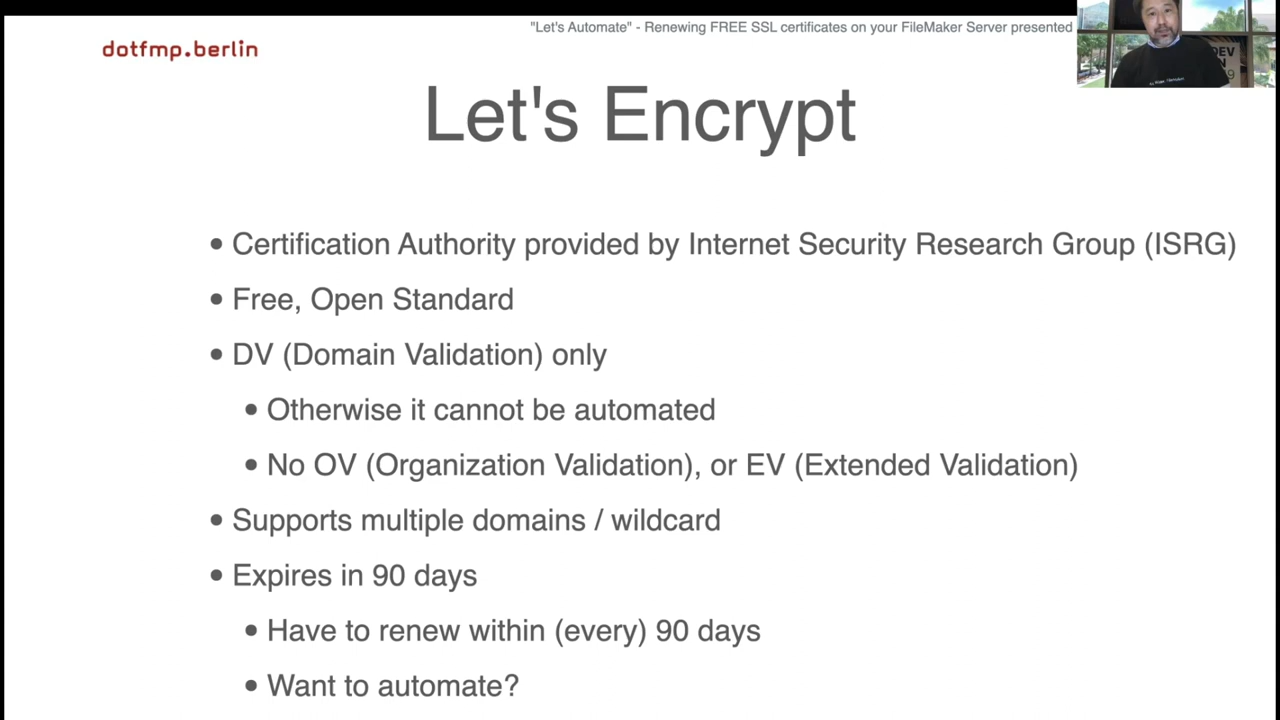 "Let's Automate" - Renewing FREE SSL certificates on your FileMaker Server presented
dotfmp.berlin
Let's Encrypt
• Certification Authority provided by Internet Security Research Group (ISRG)
• Free, Open Standard
• DV (Domain Validation) only
• Otherwise it cannot be automated
• No OV (Organization Validation), or EV (Extended Validation)
• Supports multiple domains / wildcard
• Expires in 90 days
• Have to renew within (every) 90 days
• Want to automate?